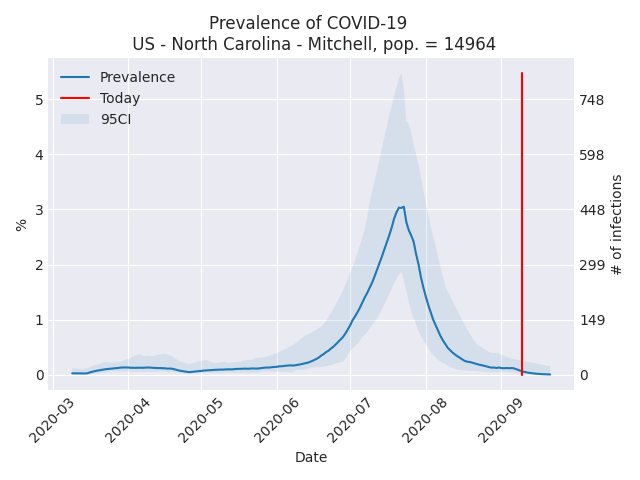 Prevalence of COVID-19
US - North Carolina - Mitchell, pop. = 14964
Prevalence
Today
95CI
5
4
3
2
1
0
%
748
598
448
299
149
0
# of infections
2020-03
2020-04
2020-05
2020-06
2020-07
2020-08
2020-09
Date